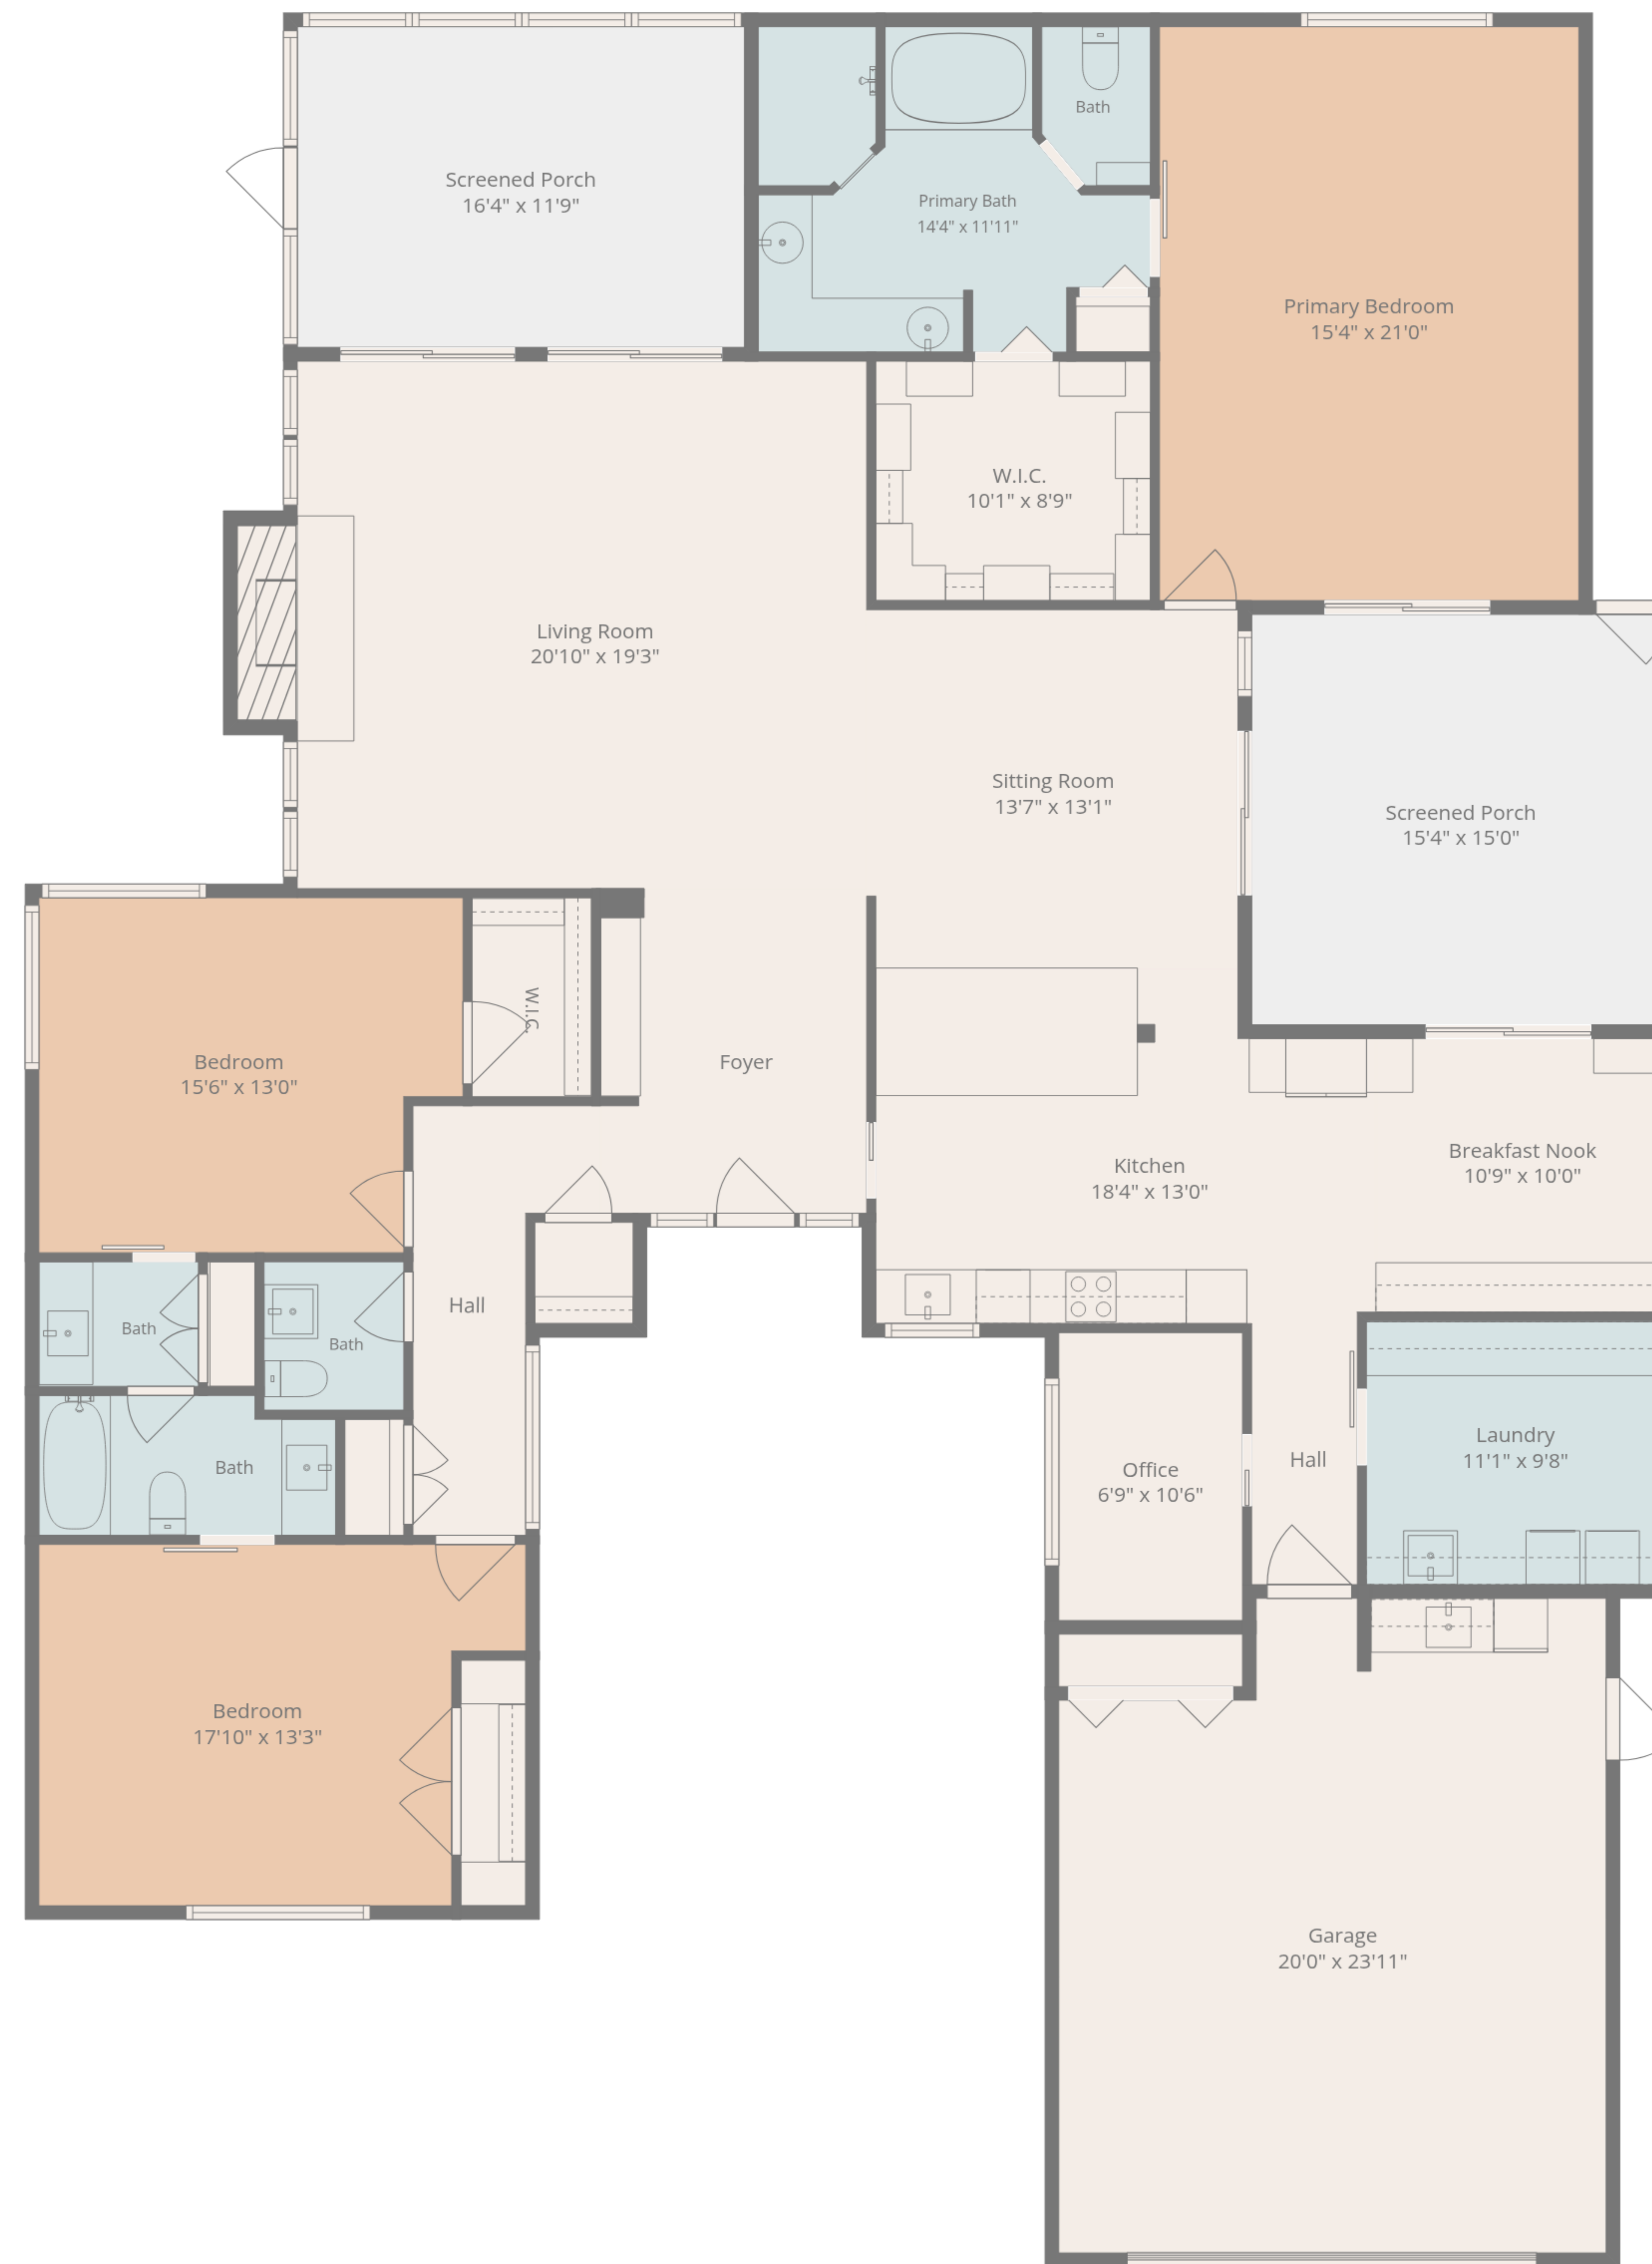 Bath
Screened Porch
16'4" x 11'9"
Primary Bath
14'4" x 11'11"
Primary Bedroom
15'4" x 21'0"
W.I.C.
10'1" x 8'9"
Living Room
20'10" x 19'3"
Sitting Room
13'7" x 13'1"
Screened Porch
15'4" x 15'0"
W.I.C.
Bedroom
15'6" x 13'0"
Foyer
Kitchen
18'4" x 13'0"
Breakfast Nook
10'9" x 10'0"
Hall
Bath
Bath
Bath
Office
6'9" x 10'6"
Hall
Laundry
11'1" x 9'8"
Bedroom
17'10" x 13'3"
Garage
20'0" x 23'11"